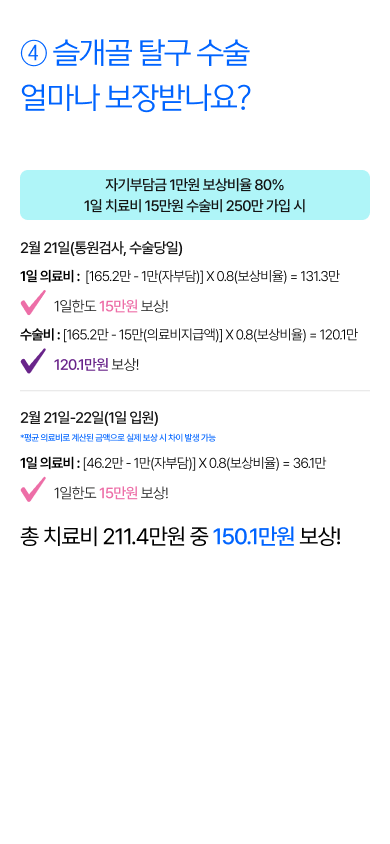 ④ 슬개골 탈구 수술
얼마나 보장받나요?
자기부담금 1만원 보상비율 80%
1일 치료비 15만원 수술비 250만 가입 시
2월 21일(통원검사, 수술당일)
1일 의료비 : [165.2만 - 1만(자부담)] X 0.8(보상비율) = 131.3만
1일한도 15만원 보상!
수술비 : [165.2만 - 15만(의료비지급액)] X 0.8(보상비율) = 120.1만
120.1만원 보상!
2월 21일-22일(1일 입원)
*평균 의료비로 계산된 금액으로 실제 보상 시 차이 발생 가능
1일 의료비 : [46.2만 - 1만(자부담)] X 0.8(보상비율) = 36.1만
1일한도 15만원 보상!
총 치료비 211.4만원 중 150.1만원 보상!